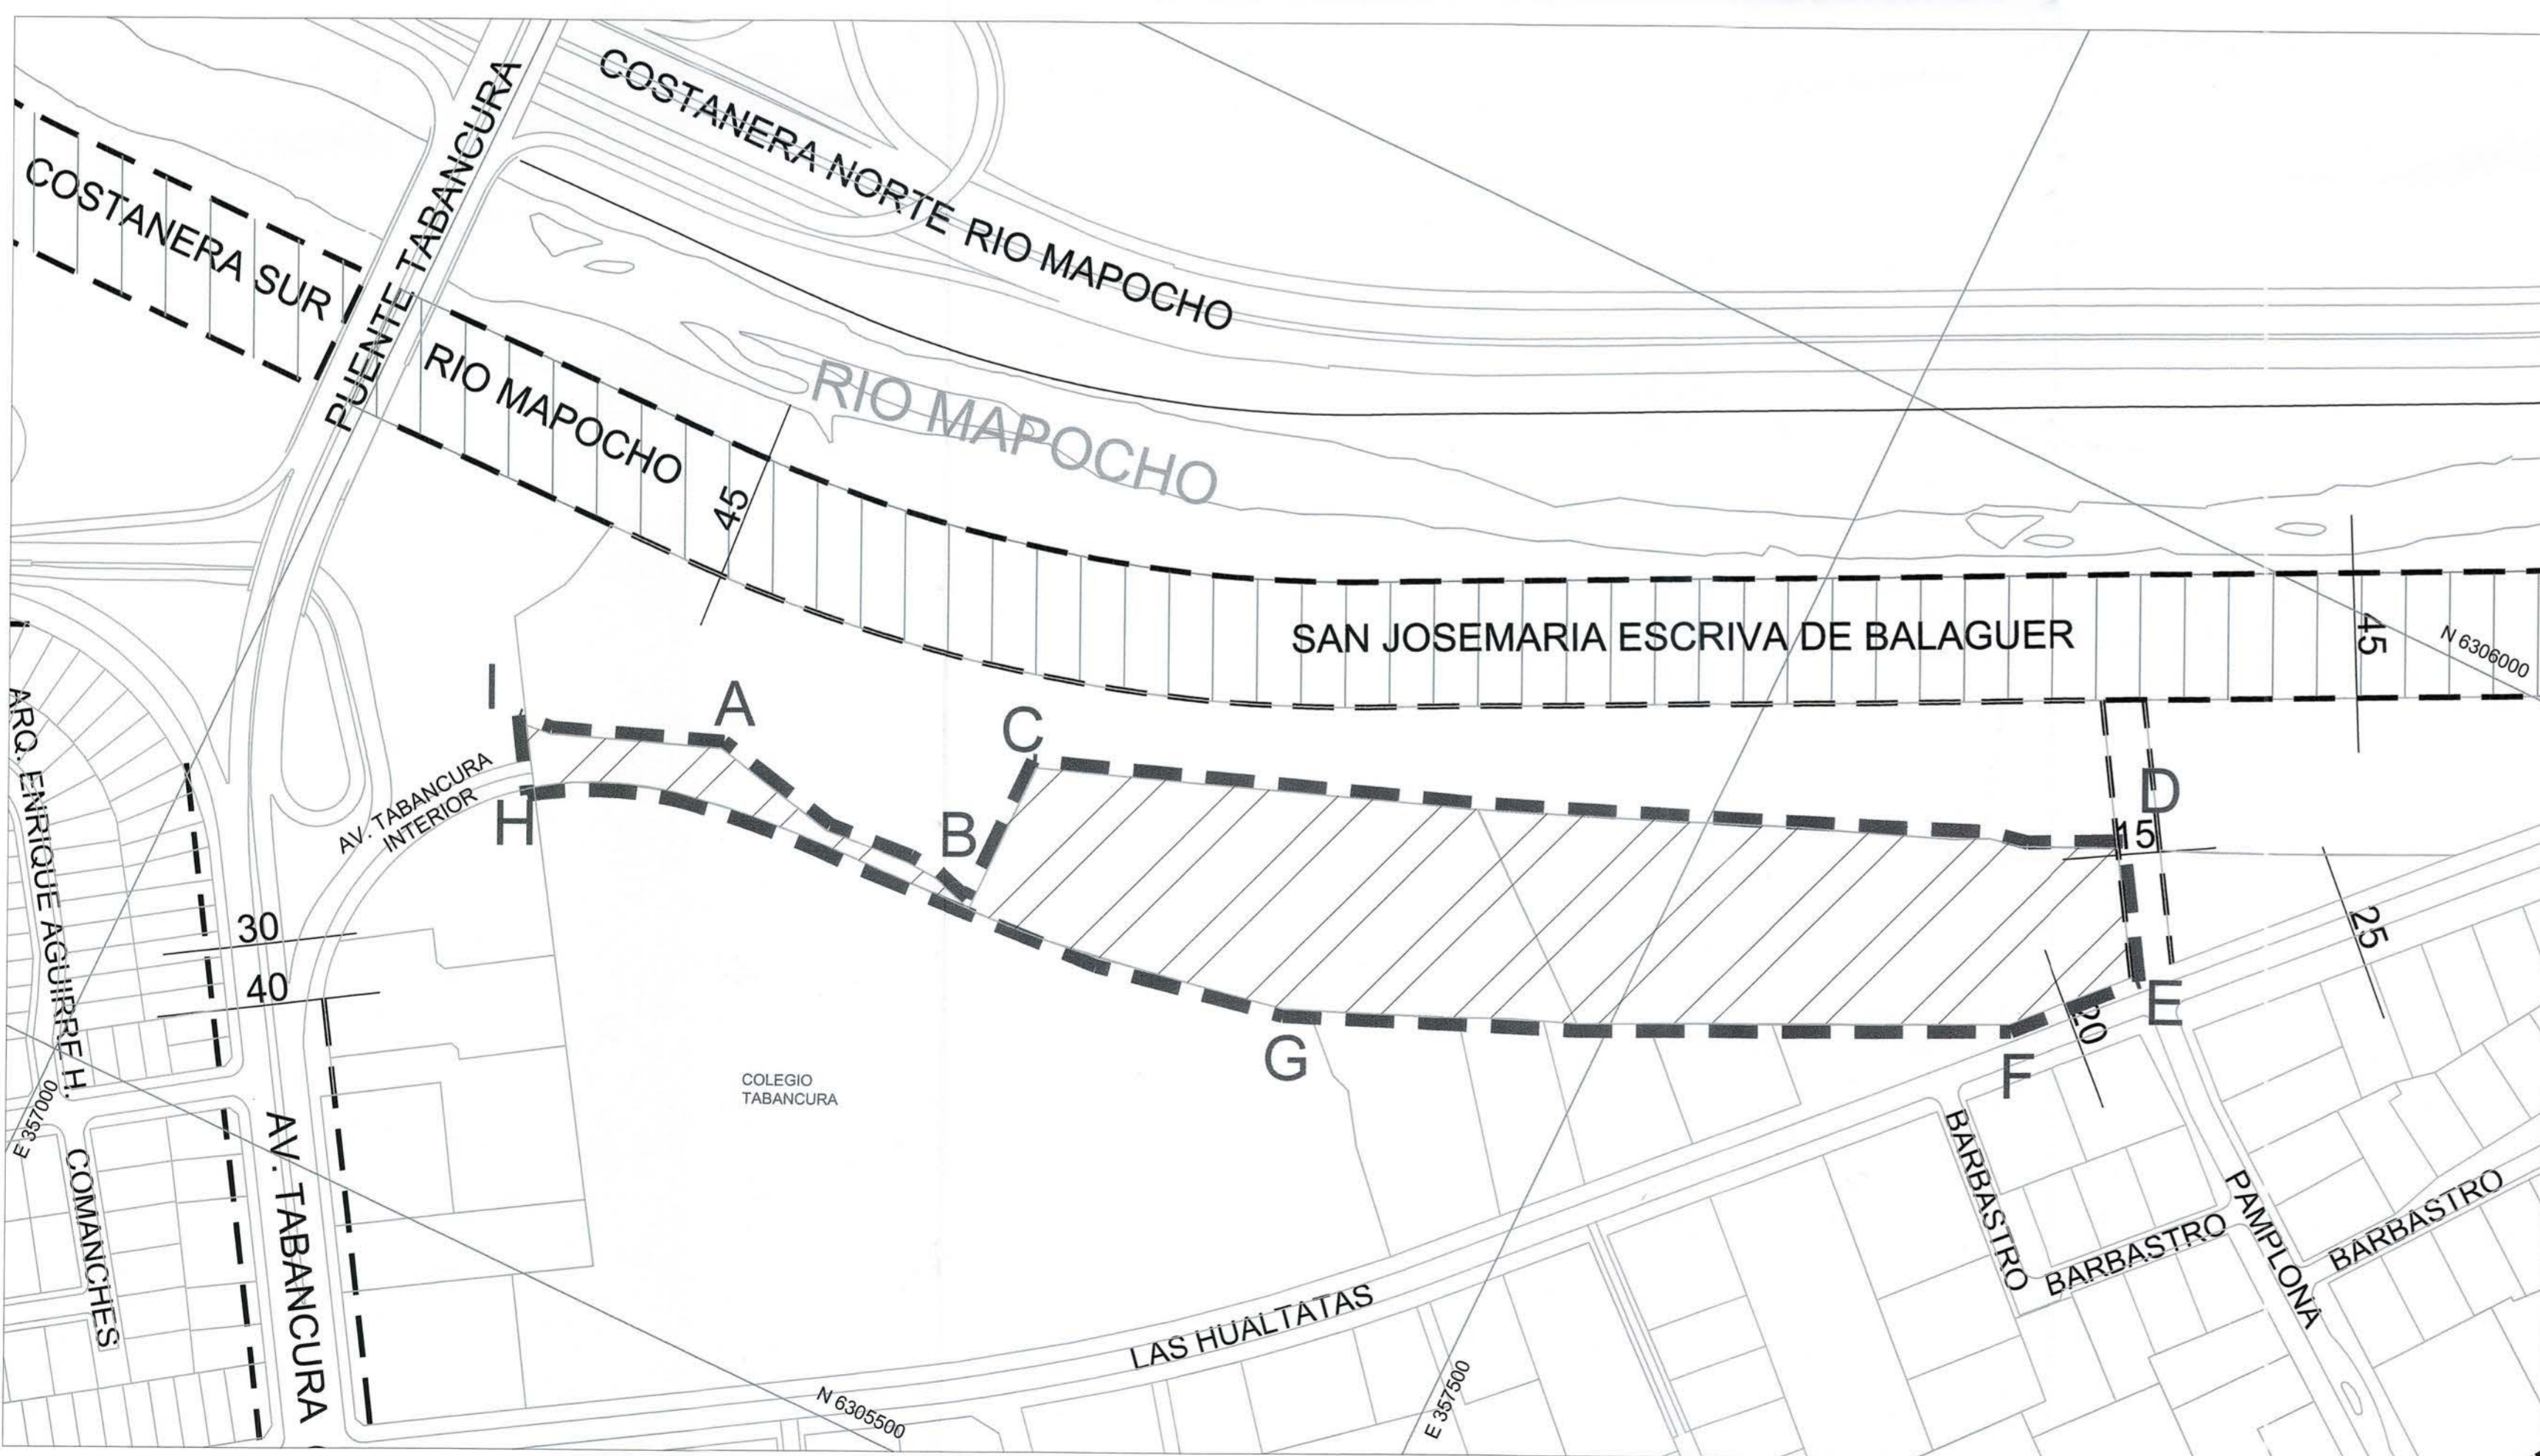 COSTANERA NORTE RIO MAPOCHO
PUENTE TABANCURA
COSTANERA SUR
RIO MAPOCHO
RIO MAPOCHO
45
SAN JOSEMARIA ESCRIVA DE BALAGUER
45
N 6306000
I
A
C
D
B
H
15
AV. TABANCURA
INTERIOR
ARQ. ENRIQUE AGUIRRE H.
30
40
25
E
20
G
F
COLEGIO
TABANCURA
E 357000
COMANCHES
AV. TABANCURA
BARBASTRO
BARBASTRO
PAMPLONA
BARBASTRO
LAS HUALTATAS
N 6305500
E 357500